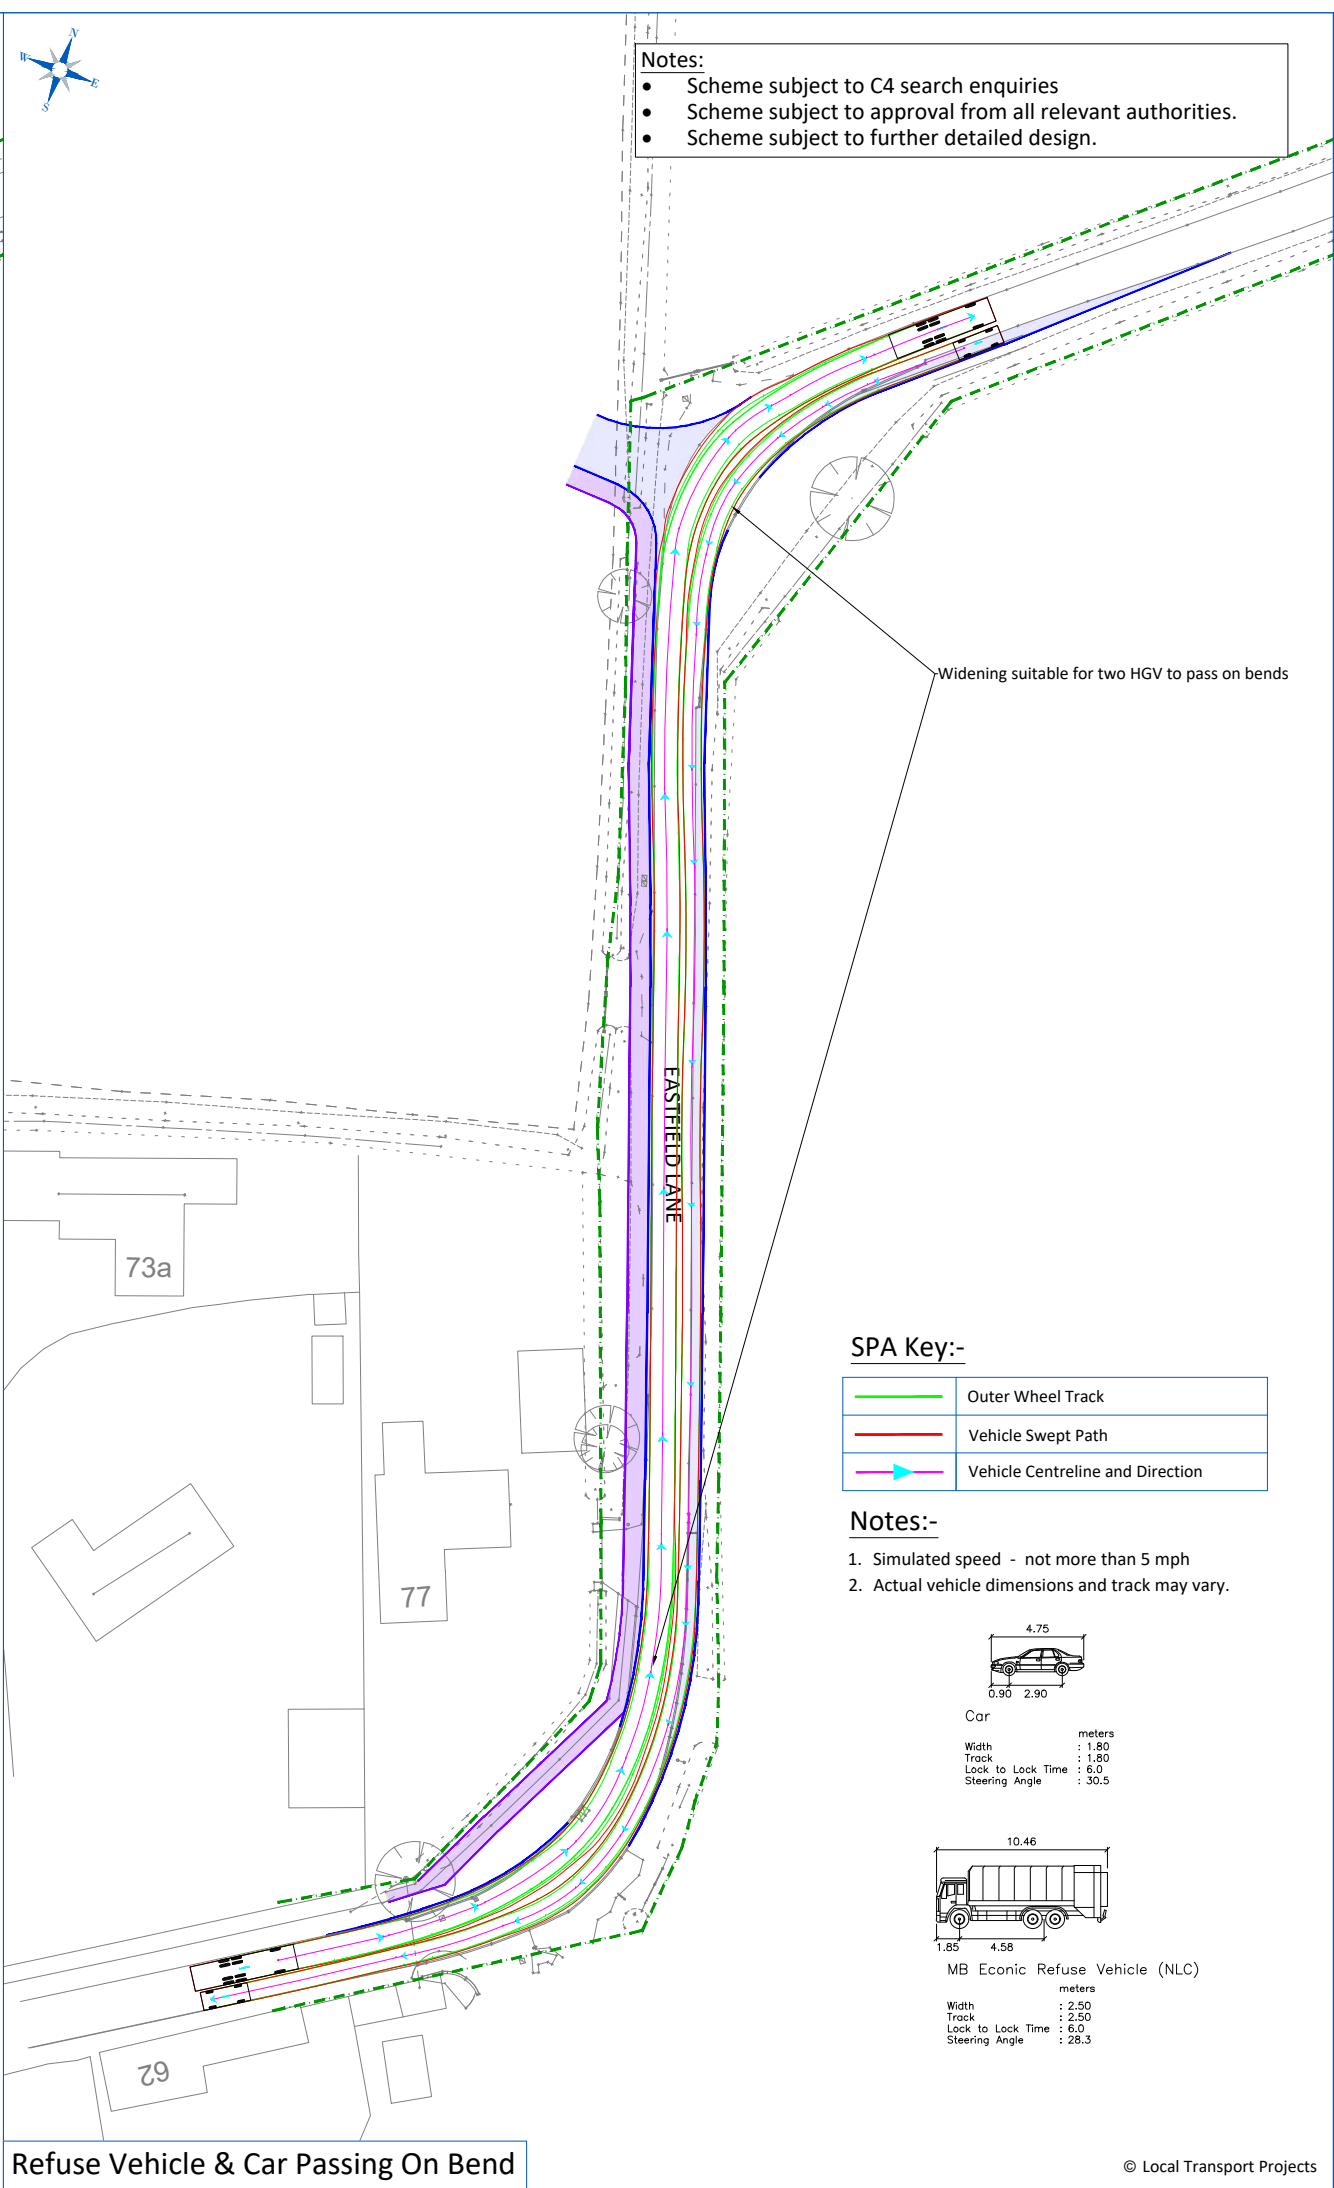 N
W
E
S
Notes:
• Scheme subject to C4 search enquiries
• Scheme subject to approval from all relevant authorities.
• Scheme subject to further detailed design.
Widening suitable for two HGV to pass on bends
EASTFIELD LANE
73a
77
62
SPA Key:-
Outer Wheel Track
Vehicle Swept Path
Vehicle Centreline and Direction
Notes:-
1. Simulated speed - not more than 5 mph
2. Actual vehicle dimensions and track may vary.
4.75
0.90 2.90
Car
meters
Width : 1.80
Track : 1.80
Lock to Lock Time : 6.0
Steering Angle : 30.5
10.46
1.85 4.58
MB Econic Refuse Vehicle (NLC)
meters
Width : 2.50
Track : 2.50
Lock to Lock Time : 6.0
Steering Angle : 28.3
Refuse Vehicle & Car Passing On Bend
© Local Transport Projects